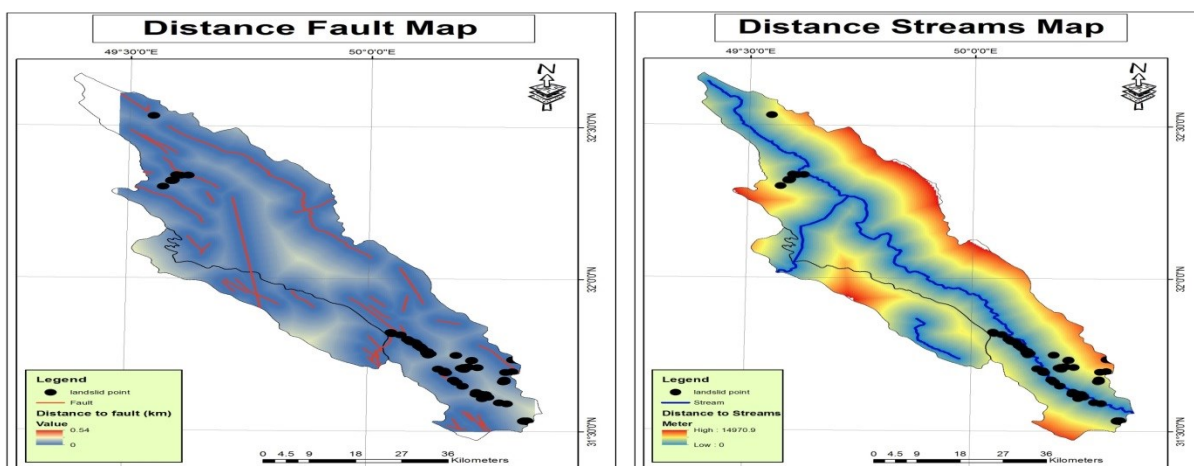 Distance Fault Map
49°30'0"E
50°0'0"E
N
32°30'0"N
32°0'0"N
31°30'0"N
Legend
landslid point
Fault
Distance to fault (km)
Value
0.54
0
0 4.5 9 18 27 36
Kilometers
Distance Streams Map
49°30'0"E
50°0'0"E
N
32°30'0"N
32°0'0"N
31°30'0"N
Legend
landslid point
Stream
Distance to Streams
Meter
High : 14970.9
Low : 0
0 4.5 9 18 27 36
Kilometers